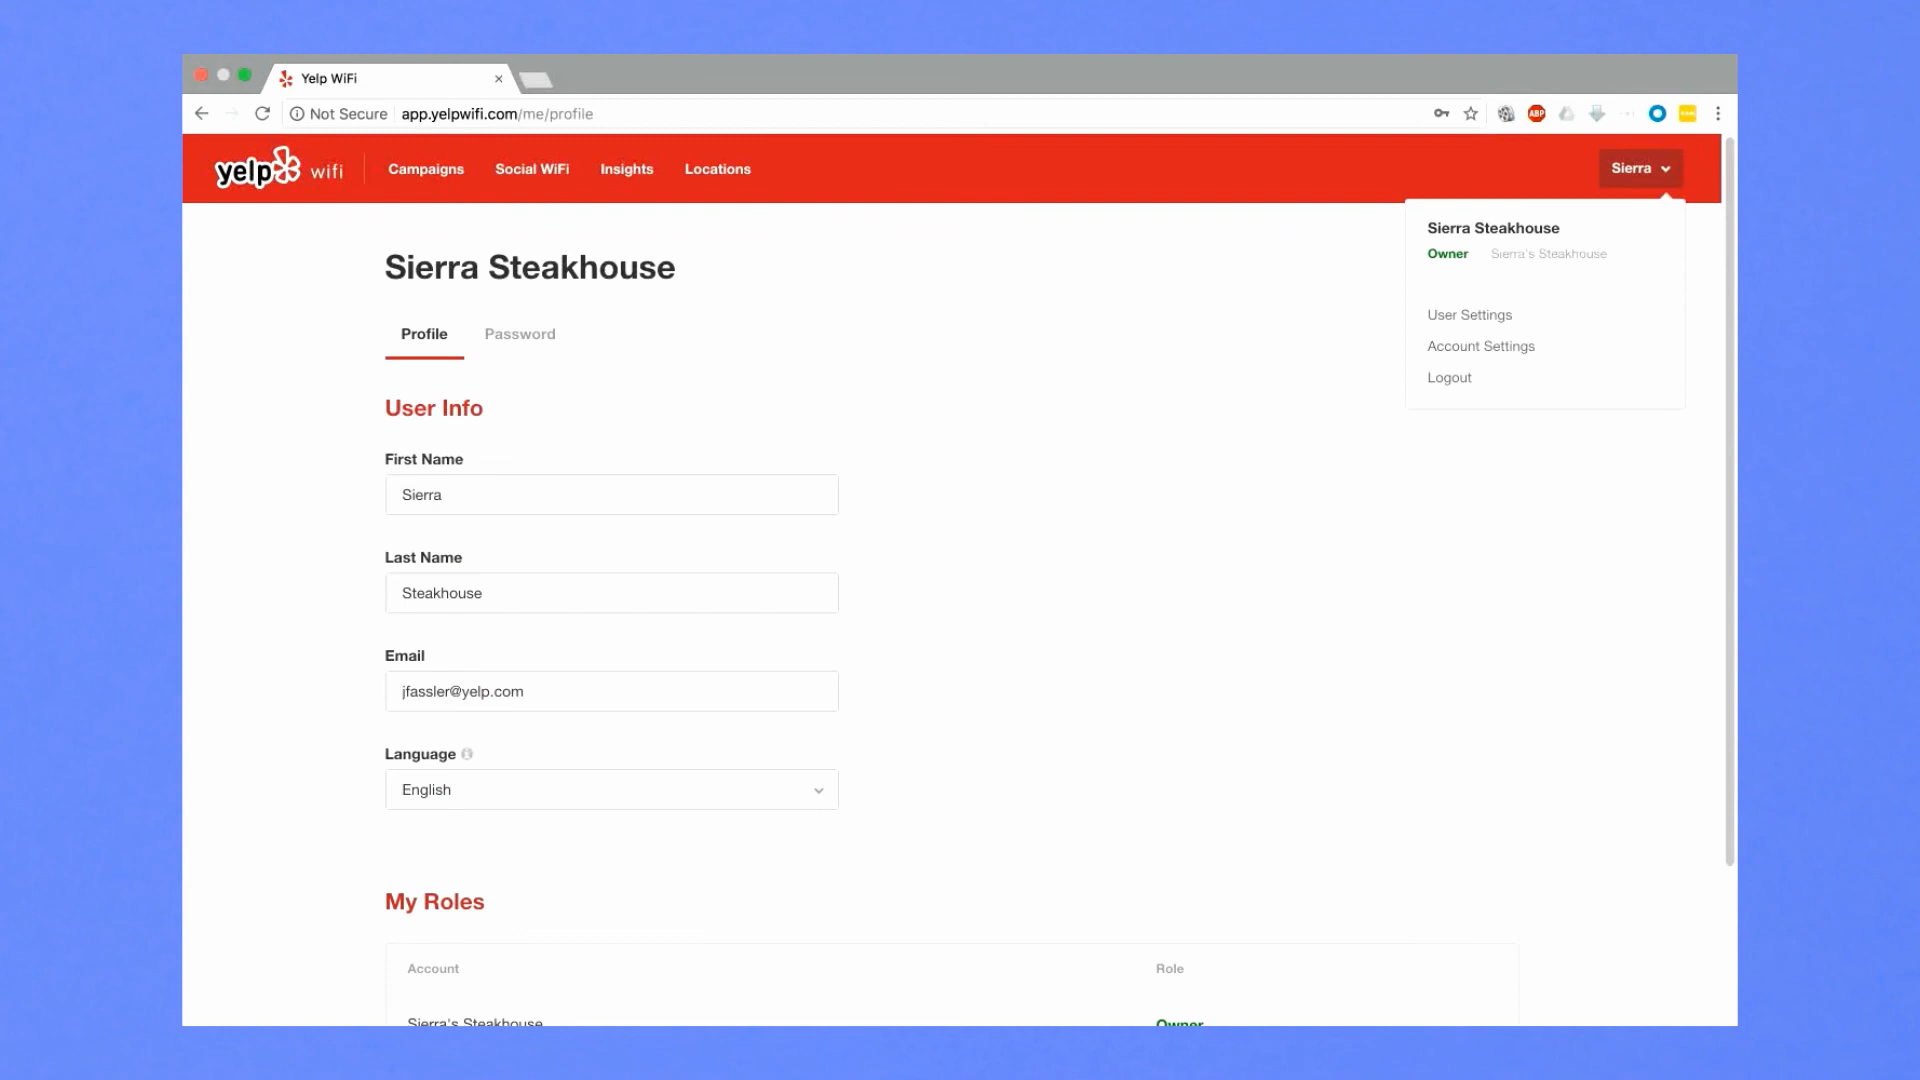 Yelp WiFi
Not Secure app.yelpwifi.com/me/profile
ABP
yelp wifi Campaigns Social WiFi Insights Locations Sierra
Sierra Steakhouse
Owner Sierra's Steakhouse
User Settings
Account Settings
Logout
Sierra Steakhouse
Profile Password
User Info
First Name
Sierra
Last Name
Steakhouse
Email
jfassler@yelp.com
Language
English
My Roles
Account Role
Sierra's Steakhouse Owner